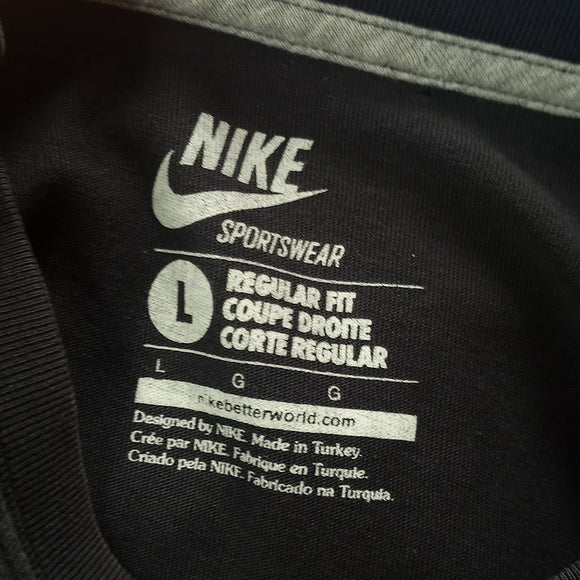 NIKE
SPORTSWEAR
L
REGULAR FIT
COUPE DROITE
CORTE REGULAR
L G G
nikebetterworld.com
Designed by NIKE. Made in Turkey.
Crée par NIKE. Fabrique en Turquie.
Criado pela NIKE. Fabricado na Turquia.